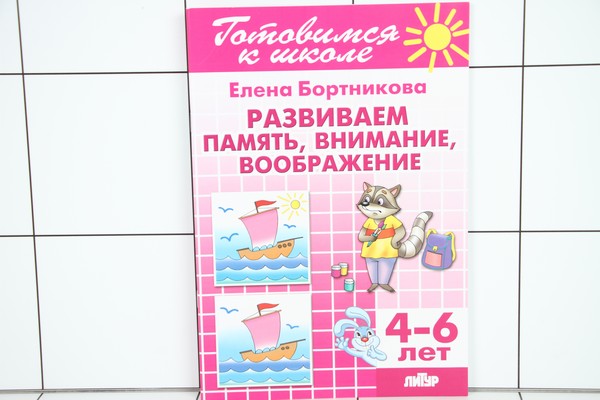 Готовимся
к школе
Елена Бортникова
РАЗВИВАЕМ
ПАМЯТЬ, ВНИМАНИЕ,
ВООБРАЖЕНИЕ
4-6
лет
ЛИТУР